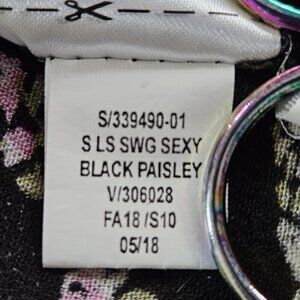 S/339490-01
S LS SWG SEXY
BLACK PAISLEY
V/306028
FA18 /S10
05/18